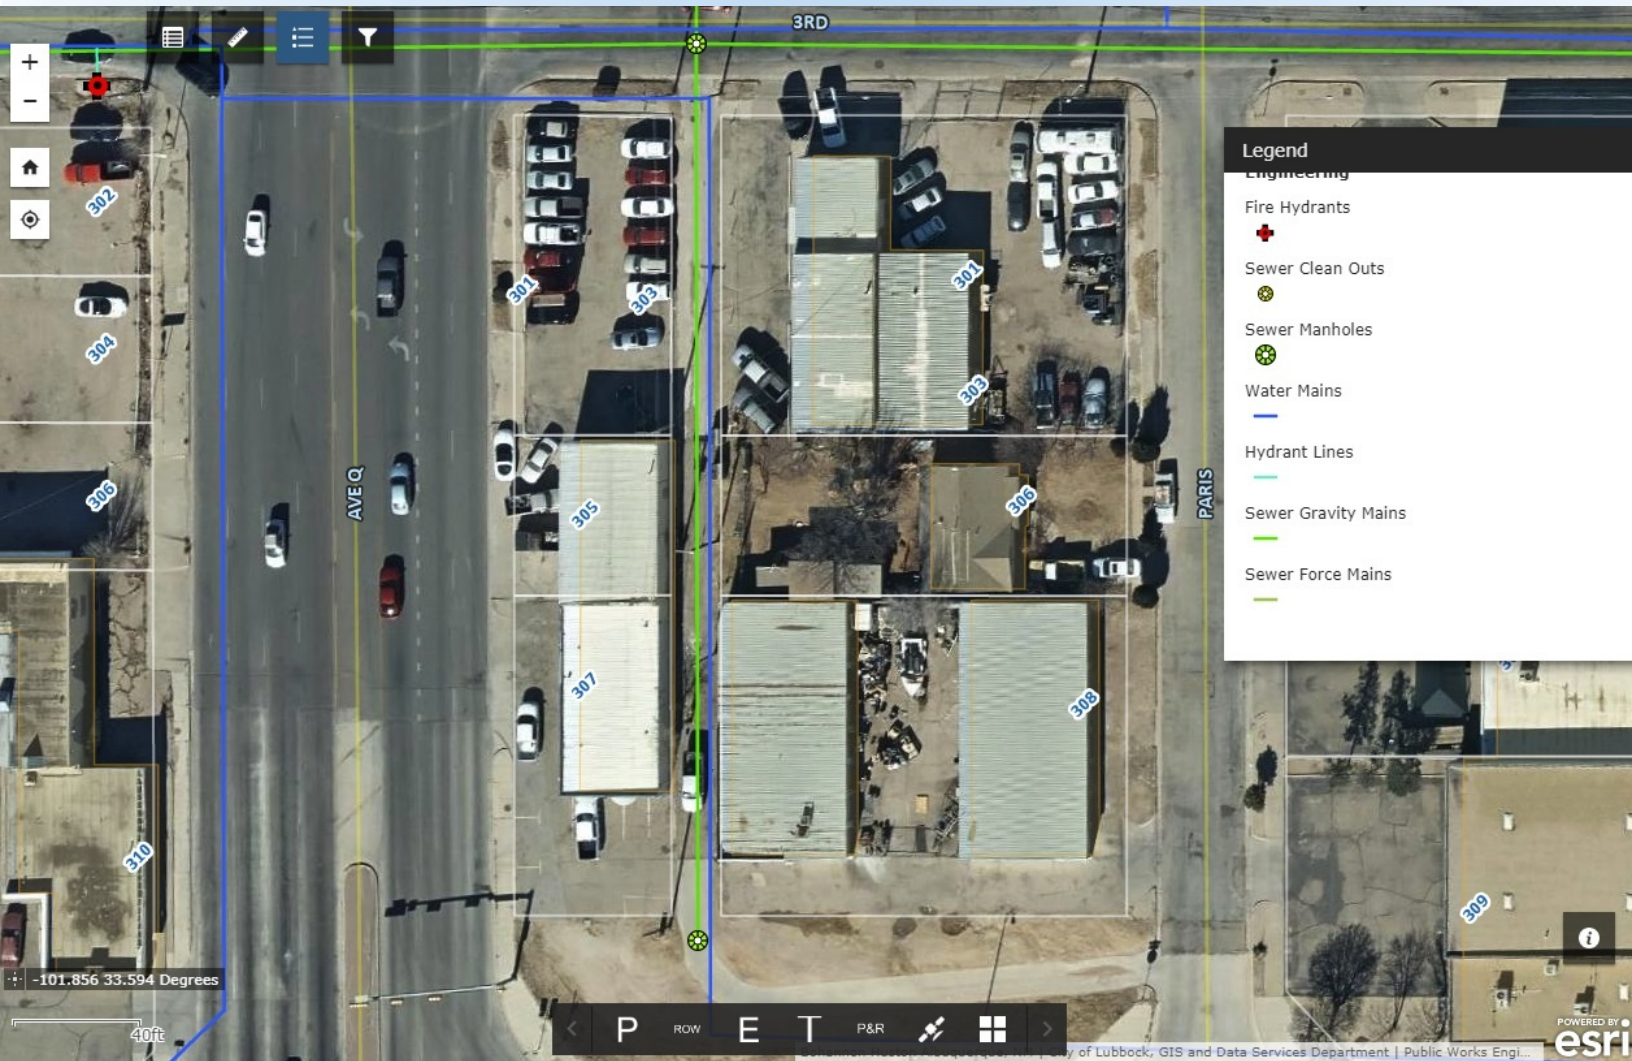 3RD
+
−
302
304
306
310
AVE Q
301
303
305
307
301
303
306
308
PARIS
309
Legend
Engineering
Fire Hydrants
Sewer Clean Outs
Sewer Manholes
Water Mains
Hydrant Lines
Sewer Gravity Mains
Sewer Force Mains
-101.856 33.594 Degrees
40ft
P
ROW
E
T
P&R
City of Lubbock, GIS and Data Services Department | Public Works Engi...
POWERED BY
esri